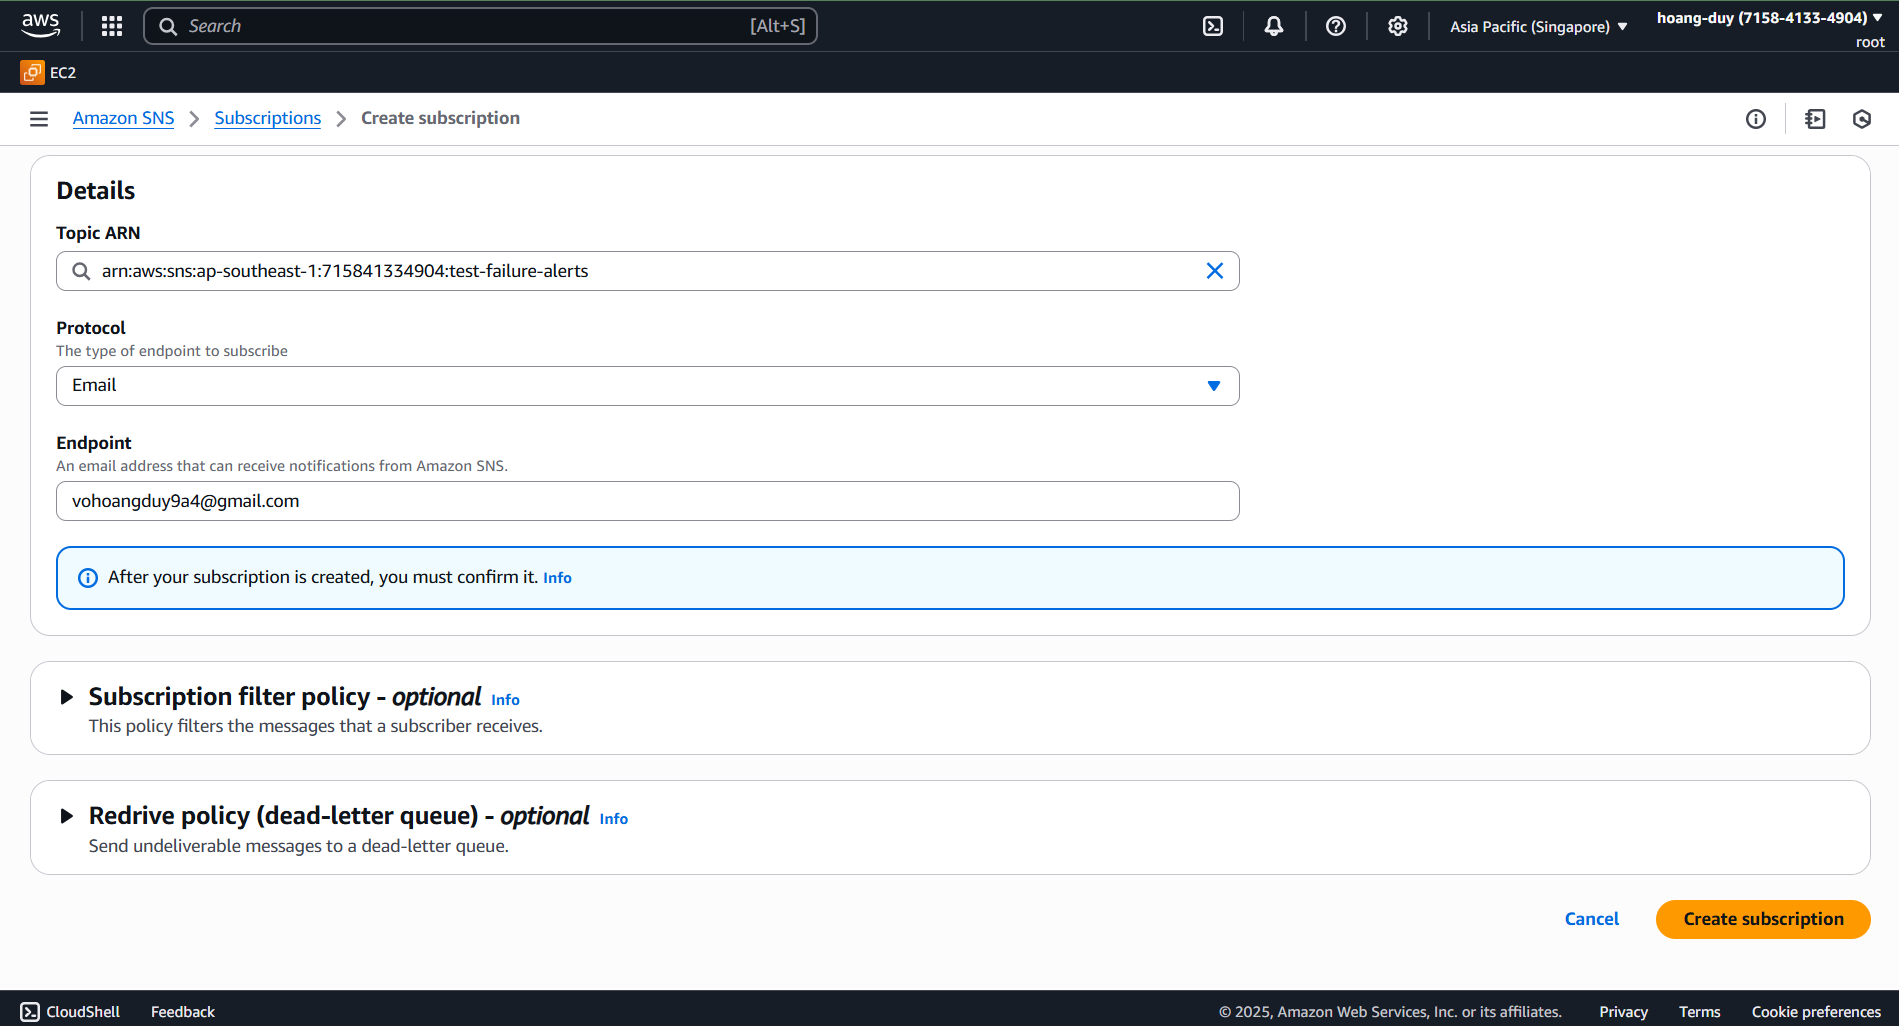 aws
Search
[Alt+S]
Asia Pacific (Singapore)
hoang-duy (7158-4133-4904)
root
EC2
Amazon SNS
Subscriptions
Create subscription
Details
Topic ARN
arn:aws:sns:ap-southeast-1:715841334904:test-failure-alerts
Protocol
The type of endpoint to subscribe
Email
Endpoint
An email address that can receive notifications from Amazon SNS.
vohoangduy9a4@gmail.com
After your subscription is created, you must confirm it. Info
Subscription filter policy - optional Info
This policy filters the messages that a subscriber receives.
Redrive policy (dead-letter queue) - optional Info
Send undeliverable messages to a dead-letter queue.
Cancel
Create subscription
CloudShell
Feedback
© 2025, Amazon Web Services, Inc. or its affiliates.
Privacy
Terms
Cookie preferences